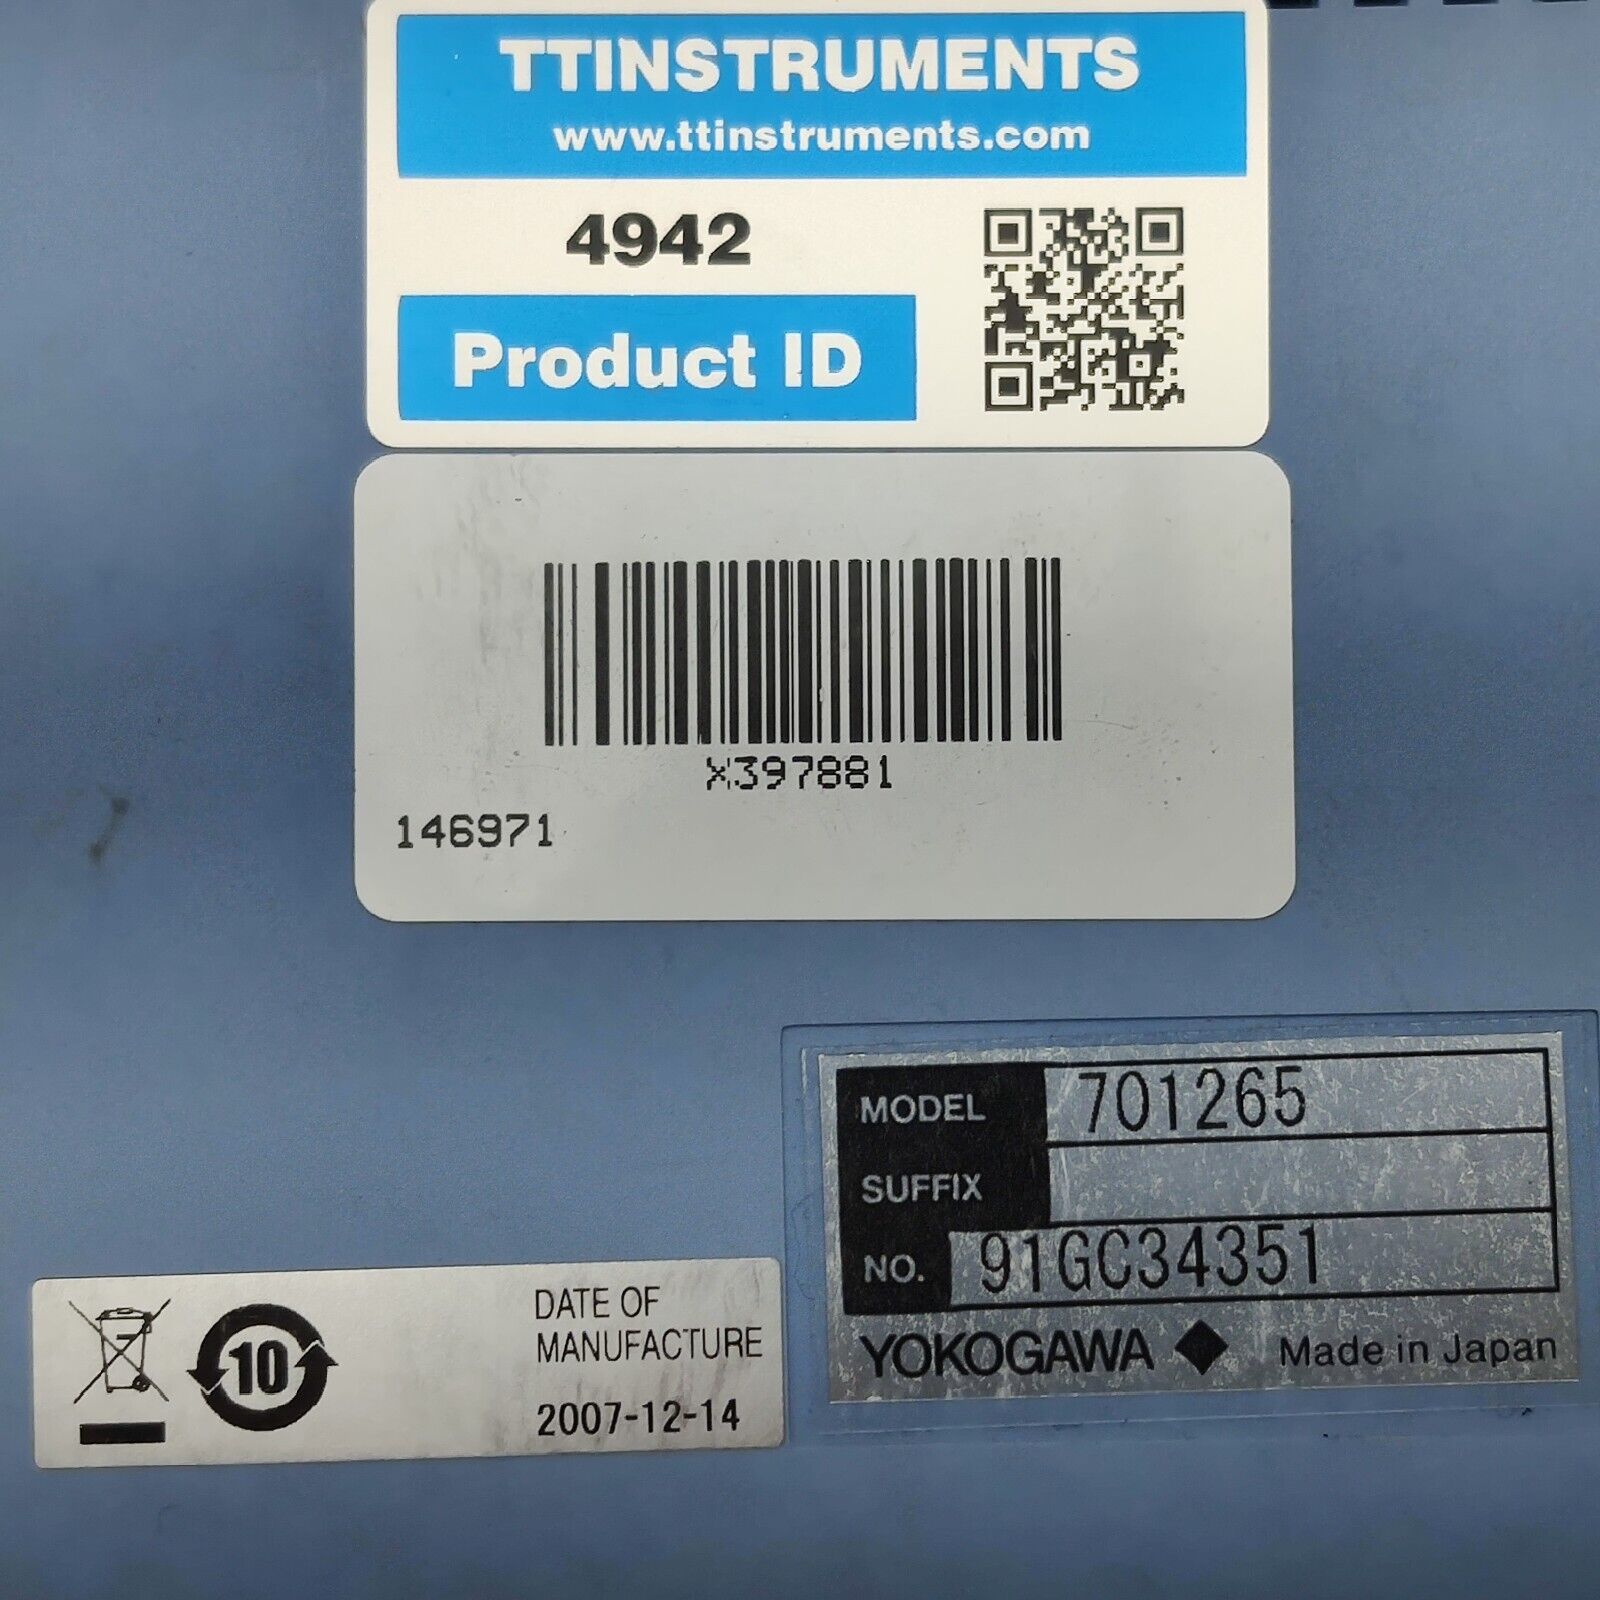 TTINSTRUMENTS
www.ttinstruments.com
4942
Product ID
X397881
146971
MODEL 701265
SUFFIX
NO. 91GC34351
YOKOGAWA Made in Japan
10
DATE OF
MANUFACTURE
2007-12-14